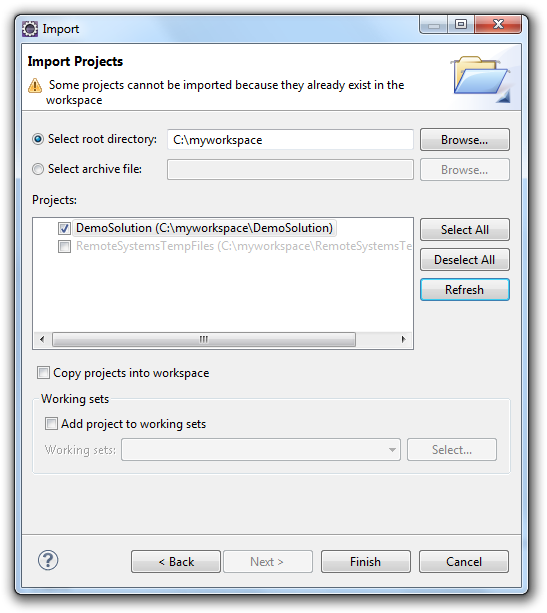 Import
Import Projects
Some projects cannot be imported because they already exist in the
workspace
Select root directory: C:\myworkspace Browse...
Select archive file: Browse...
Projects:
DemoSolution (C:\myworkspace\DemoSolution) Select All
RemoteSystemsTempFiles (C:\myworkspace\RemoteSystemsTe
Deselect All
Refresh
Copy projects into workspace
Working sets
Add project to working sets
Working sets: Select...
? < Back Next > Finish Cancel